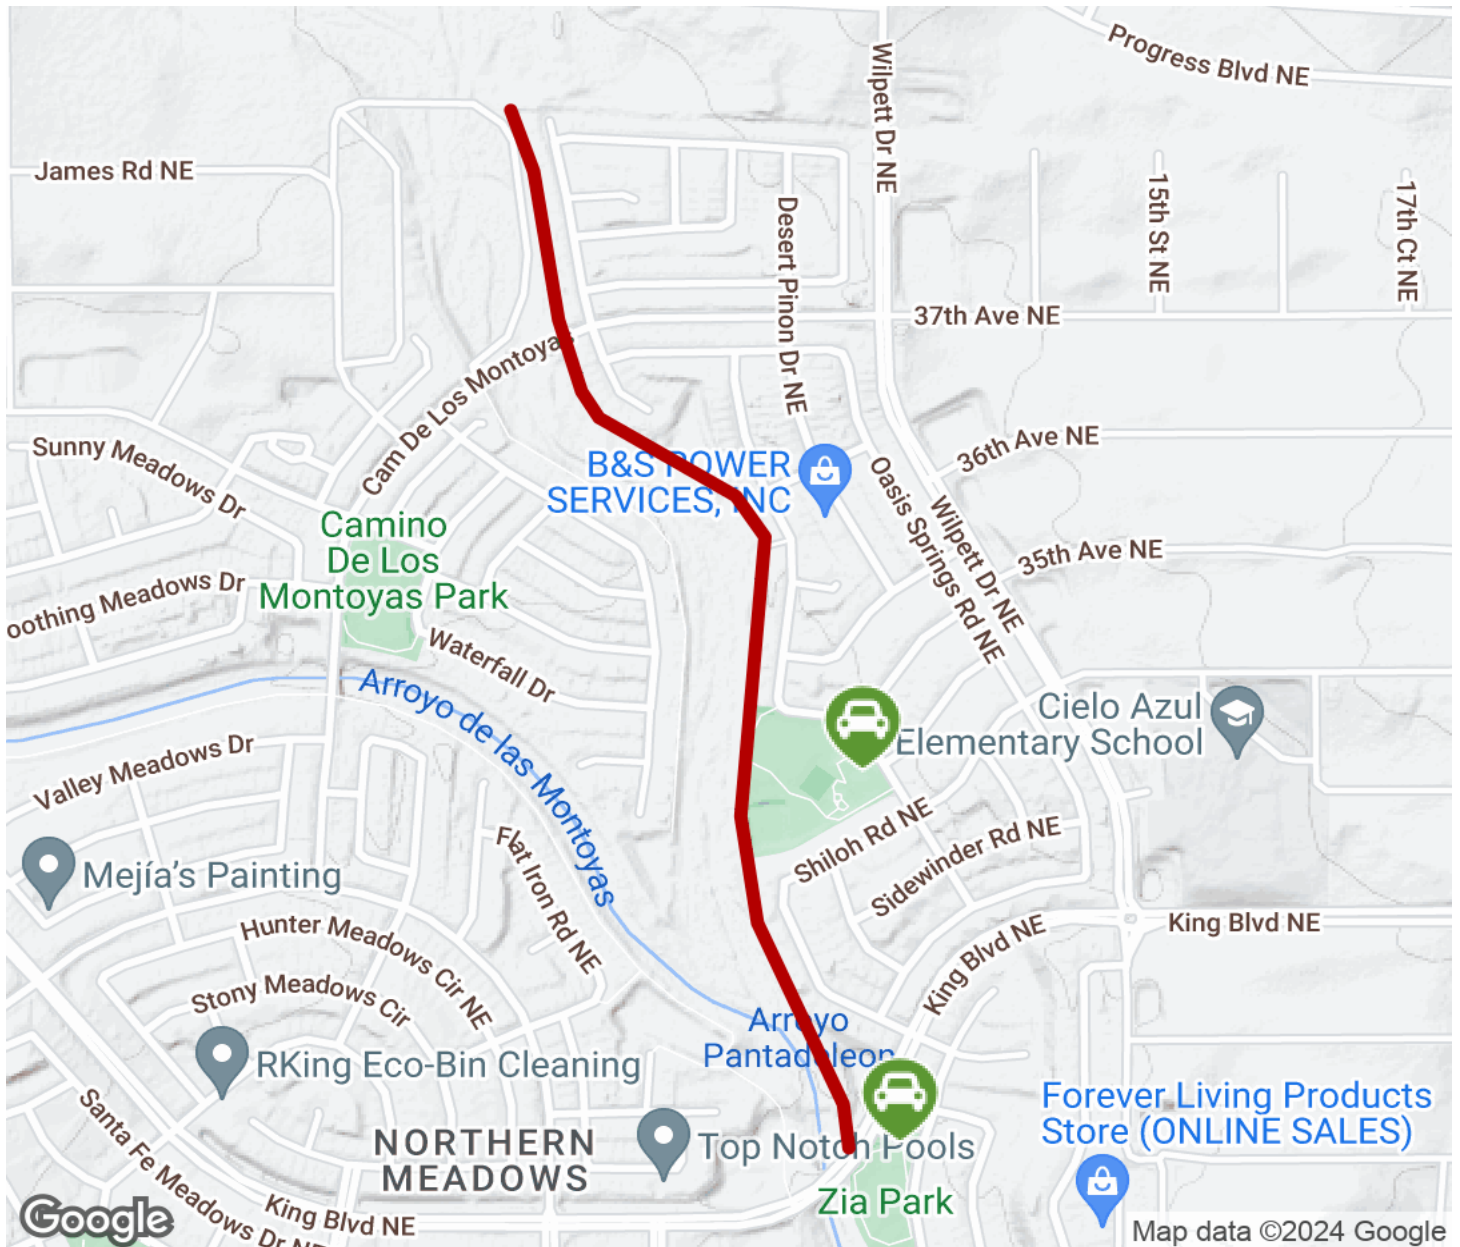 Progress Blvd NE
Wilpett Dr NE
James Rd NE
15th St NE
17th Ct NE
Desert Pinon Dr NE
37th Ave NE
Cam De Los Montoyas
Sunny Meadows Dr
36th Ave NE
B&S POWER
SERVICES, INC
Oasis Springs Rd NE
Wilpett Dr NE
35th Ave NE
Camino
De Los
Montoyas Park
oothing Meadows Dr
Waterfall Dr
Arroyo de las Montoyas
Cielo Azul
Elementary School
Valley Meadows Dr
Shiloh Rd NE
Sidewinder Rd NE
Flat Iron Rd NE
Mejía's Painting
Hunter Meadows Cir NE
King Blvd NE
King Blvd NE
Stony Meadows Cir
Arroyo
Pantadeleon
RKing Eco-Bin Cleaning
Forever Living Products
Store (ONLINE SALES)
Santa Fe Meadows Dr NE
NORTHERN
MEADOWS
Top Notch Pools
Zia Park
King Blvd NE
Google
Map data ©2024 Google